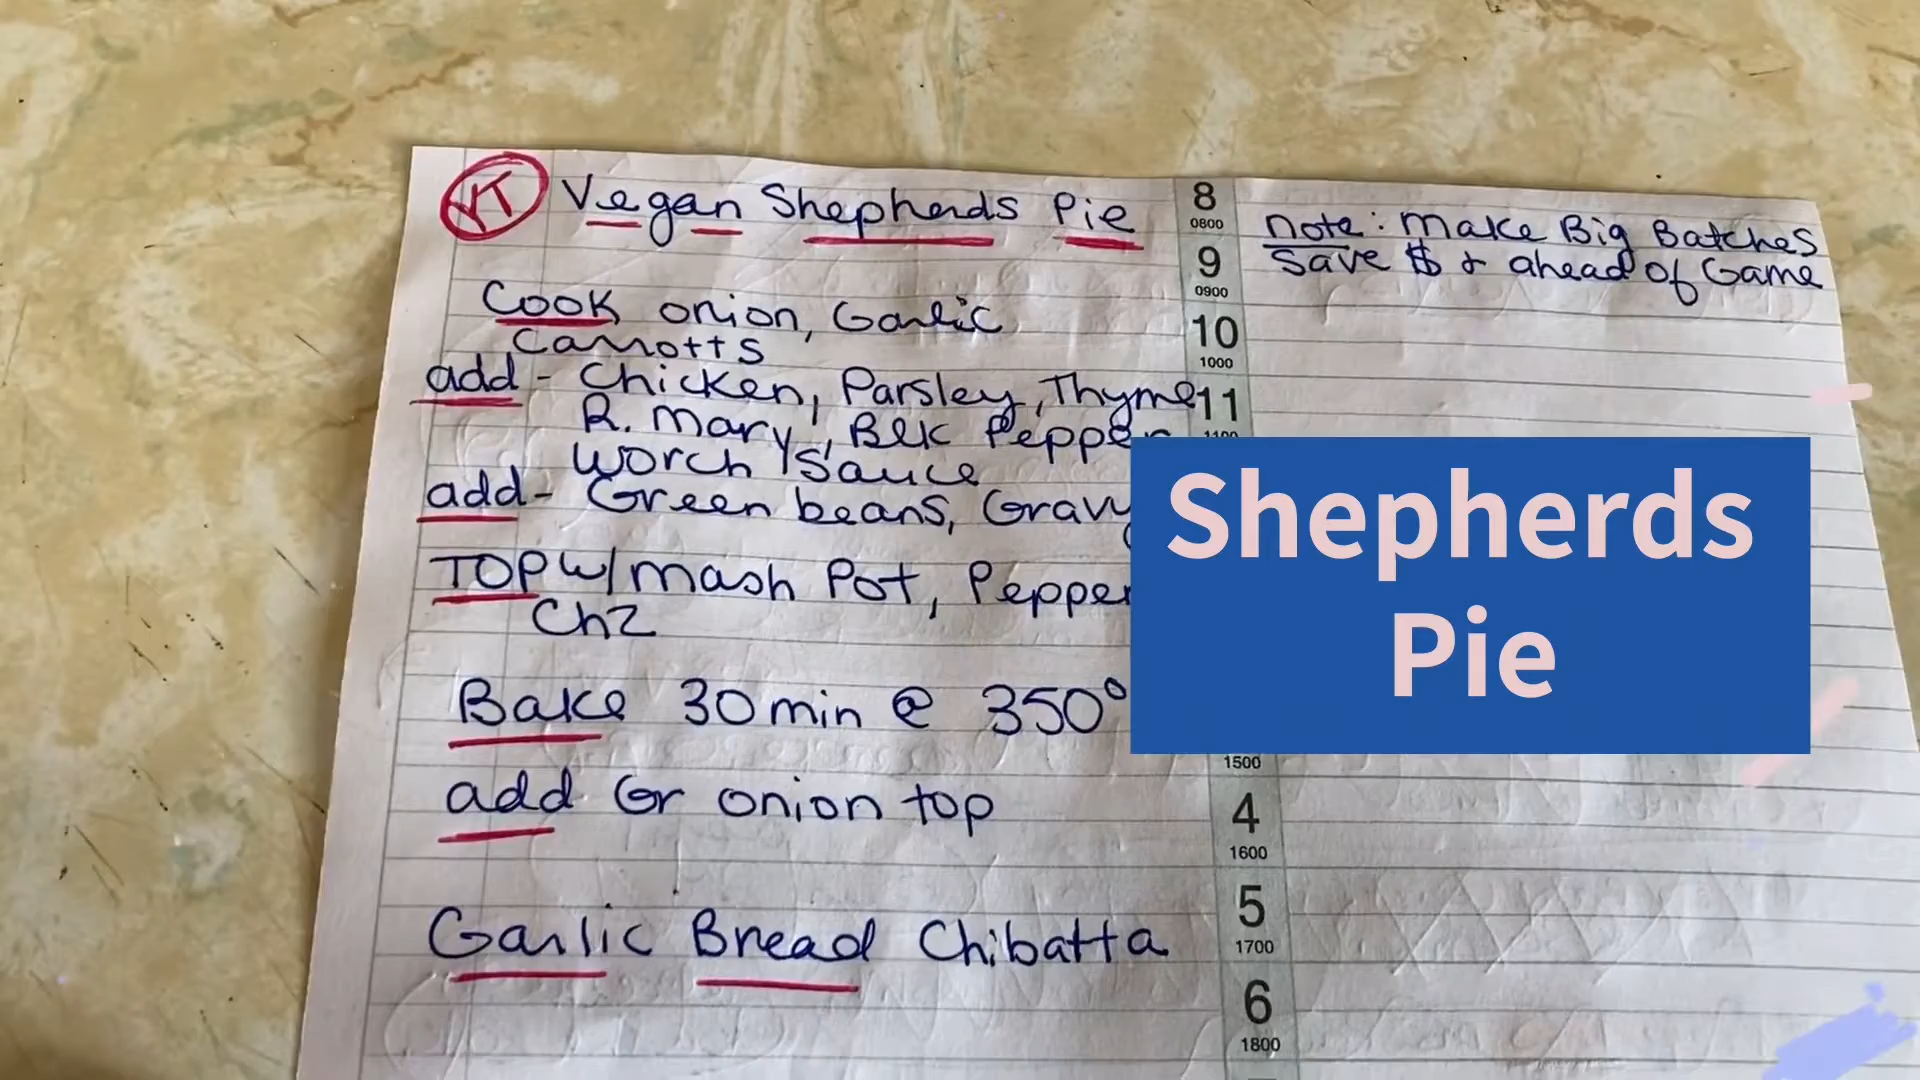 VT Vegan Shepherds Pie
Cook onion, Garlic
Carrotts
add - Chicken, Parsley, Thyme
R. Mary, Blk Pepper
Worch Sauce
add - Green beans, Gravy
TOP w/ mash Pot, Pepper
ChZ
Bake 30 min @ 350°
add Gr onion top
Garlic Bread Chibatta
note: Make Big Batches
Save $ & ahead of Game
8
0800
9
0900
10
1000
11
1100
1500
4
1600
5
1700
6
1800
Shepherds
Pie